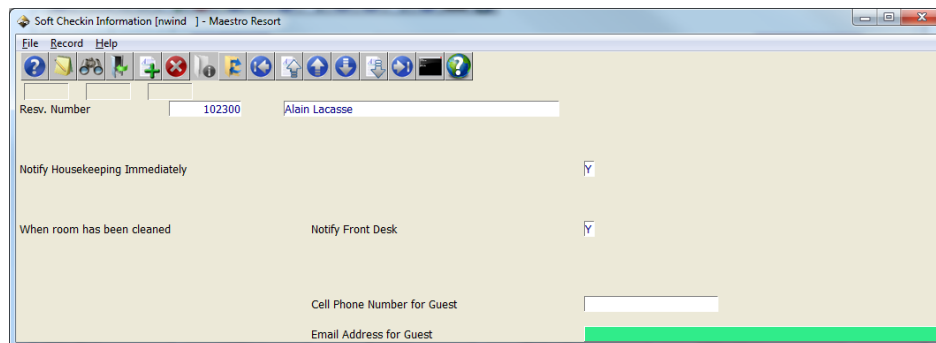 Soft Checkin Information [nwind ] - Maestro Resort
File Record Help
Resv. Number 102300 Alain Lacasse
Notify Housekeeping Immediately Y
When room has been cleaned Notify Front Desk Y
Cell Phone Number for Guest
Email Address for Guest